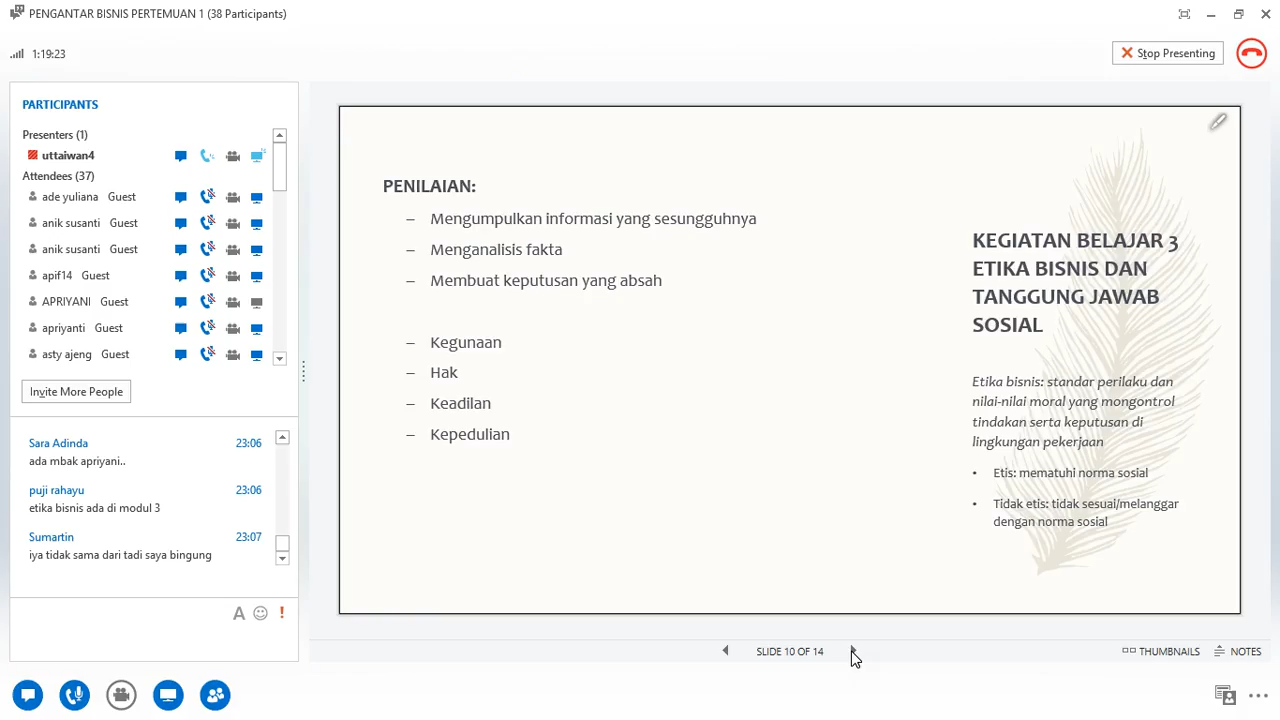 PENGANTAR BISNIS PERTEMUAN 1 (38 Participants)
1:19:23
Stop Presenting
PARTICIPANTS
Presenters (1)
uttaiwan4
Attendees (37)
ade yuliana Guest
anik susanti Guest
anik susanti Guest
apif14 Guest
APRIYANI Guest
apriyanti Guest
asty ajeng Guest
Invite More People
Sara Adinda 23:06
ada mbak apriyani..
puji rahayu 23:06
etika bisnis ada di modul 3
Sumartin 23:07
iya tidak sama dari tadi saya bingung
A
PENILAIAN:
– Mengumpulkan informasi yang sesungguhnya
– Menganalisis fakta
– Membuat keputusan yang absah
– Kegunaan
– Hak
– Keadilan
– Kepedulian
KEGIATAN BELAJAR 3
ETIKA BISNIS DAN
TANGGUNG JAWAB
SOSIAL
Etika bisnis: standar perilaku dan
nilai-nilai moral yang mongontrol
tindakan serta keputusan di
lingkungan pekerjaan
• Etis: mematuhi norma sosial
• Tidak etis: tidak sesuai/melanggar
dengan norma sosial
SLIDE 10 OF 14
THUMBNAILS
NOTES